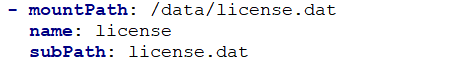 - mountPath: /data/license.dat
  name: license
  subPath: license.dat